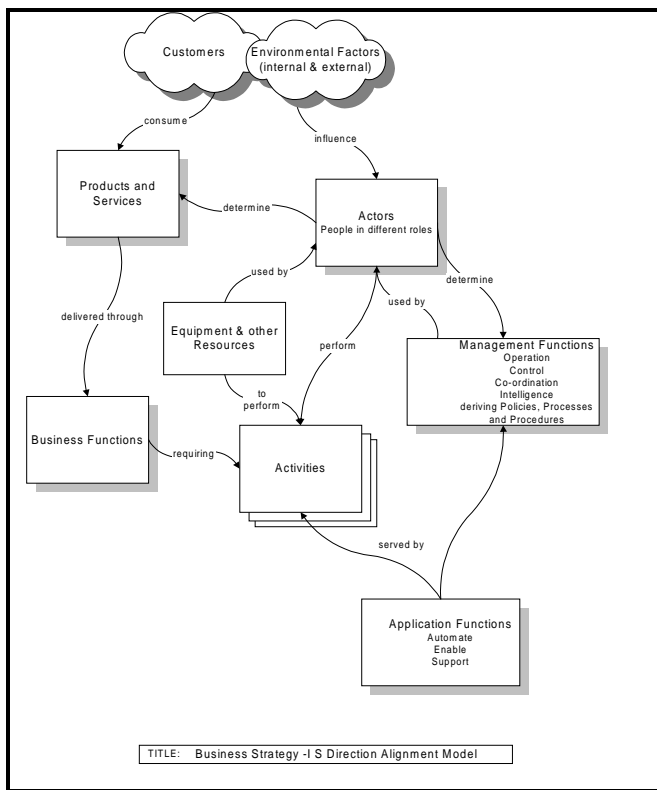 Customers
Environmental Factors
(internal & external)
consume
influence
Products and
Services
determine
Actors
People in different roles
used by
determine
delivered through
used by
Equipment & other
Resources
perform
Management Functions
Operation
Control
Co-ordination
Intelligence
deriving Policies, Processes
and Procedures
to
perform
Business Functions
requiring
Activities
served by
Application Functions
Automate
Enable
Support
TITLE: Business Strategy -I S Direction Alignment Model